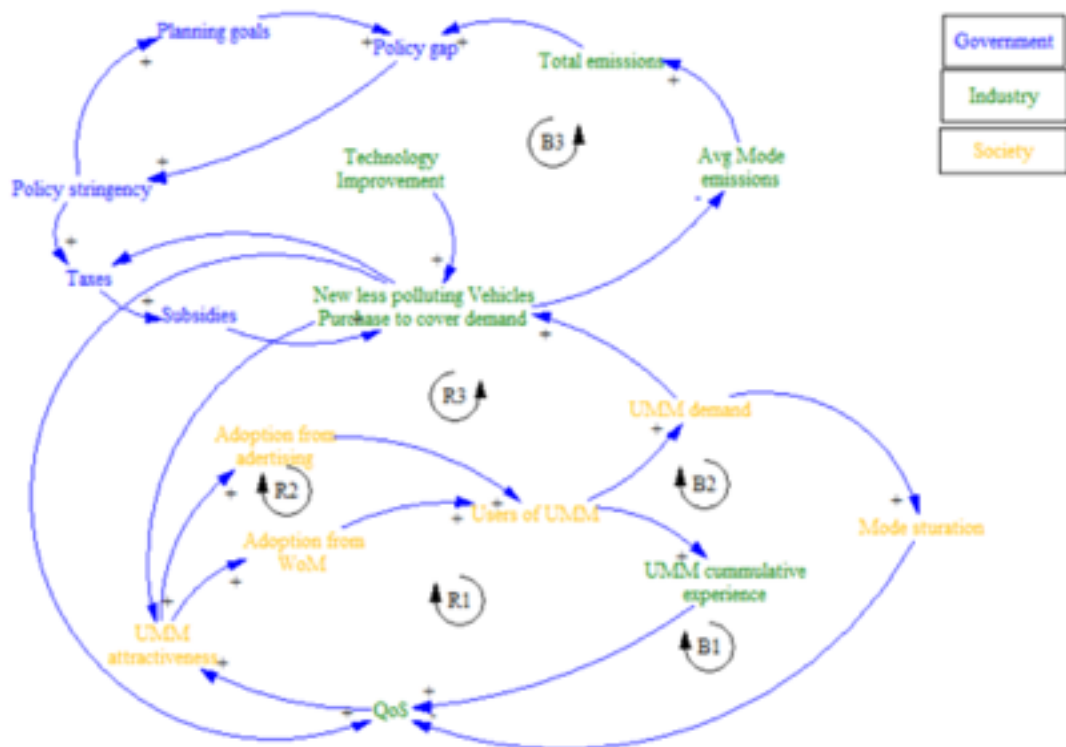 Planning goals
Policy gap
Total emissions
Government
Industry
Society
B3
Technology
Improvement
Avg Mode
emissions
Policy stringency
Taxes
Subsidies
New less polluting Vehicles
Purchase to cover demand
R3
UMM demand
Adoption from
adertising
R2
B2
Users of UMM
Mode sturation
Adoption from
WoM
UMM cummulative
experience
R1
B1
UMM
attractiveness
QoS